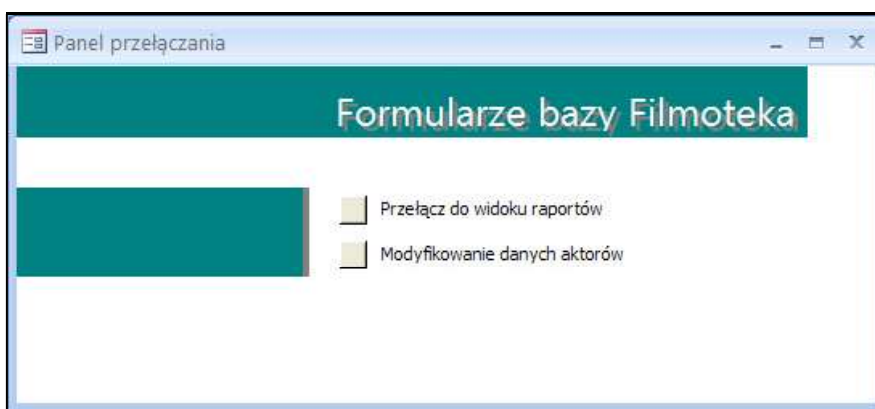 Panel przełączania
Formularze bazy Filmoteka
Przełącz do widoku raportów
Modyfikowanie danych aktorów